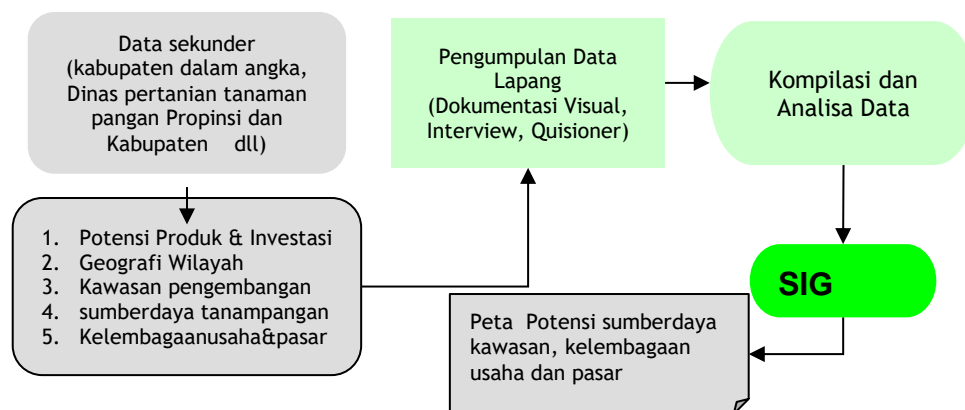 Data sekunder
(kabupaten dalam angka,
Dinas pertanian tanaman
pangan Propinsi dan
Kabupaten dll)
1. Potensi Produk & Investasi
2. Geografi Wilayah
3. Kawasan pengembangan
4. sumberdaya tanampangan
5. Kelembagaanusaha&pasar
Pengumpulan Data
Lapang
(Dokumentasi Visual,
Interview, Quisioner)
Kompilasi dan
Analisa Data
SIG
Peta Potensi sumberdaya
kawasan, kelembagaan
usaha dan pasar